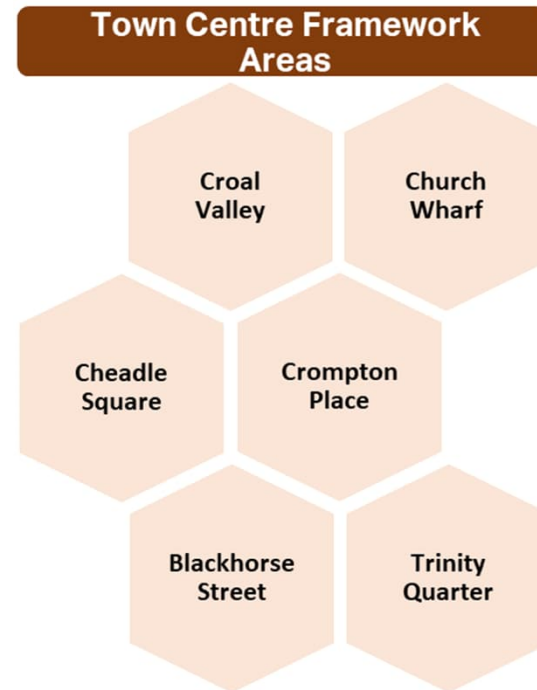 Town Centre Framework
Areas
Croal
Valley
Church
Wharf
Cheadle
Square
Crompton
Place
Blackhorse
Street
Trinity
Quarter